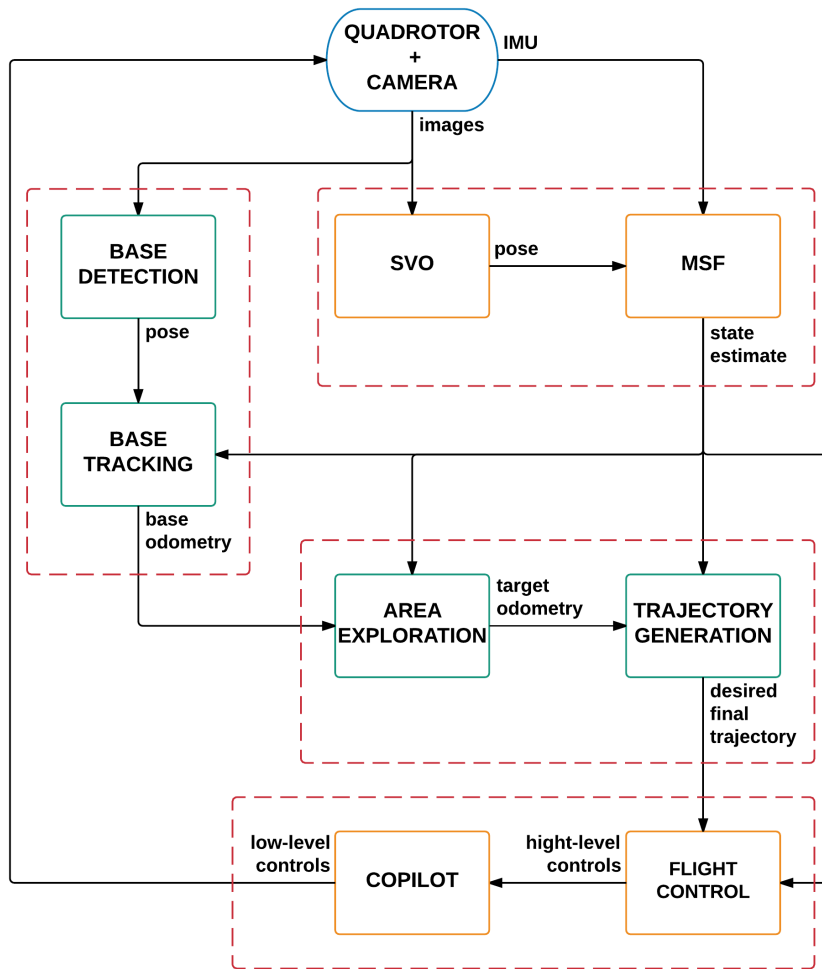 QUADROTOR
+
CAMERA
IMU
images
BASE
DETECTION
SVO
pose
MSF
pose
state
estimate
BASE
TRACKING
base
odometry
AREA
EXPLORATION
target
odometry
TRAJECTORY
GENERATION
desired
final
trajectory
low-level
controls
COPILOT
hight-level
controls
FLIGHT
CONTROL